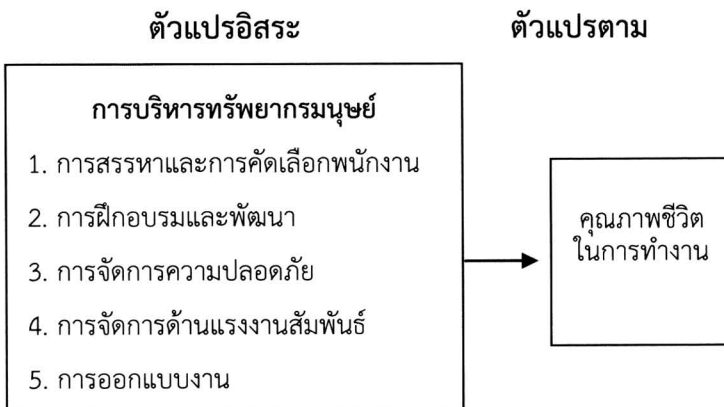 ตัวแปรอิสระ
ตัวแปรตาม
การบริหารทรัพยากรมนุษย์
1. การสรรหาและการคัดเลือกพนักงาน
2. การฝึกอบรมและพัฒนา
3. การจัดการความปลอดภัย
4. การจัดการด้านแรงงานสัมพันธ์
5. การออกแบบงาน
คุณภาพชีวิต
ในการทำงาน